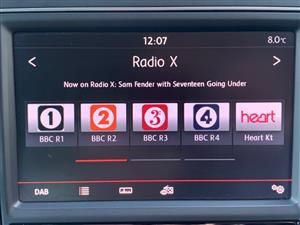 12:07
8.0°C
< Radio X >
Now on Radio X: Sam Fender with Seventeen Going Under
1 2 3 4 heart
BBC R1 BBC R2 BBC R3 BBC R4 Heart Kt
DAB